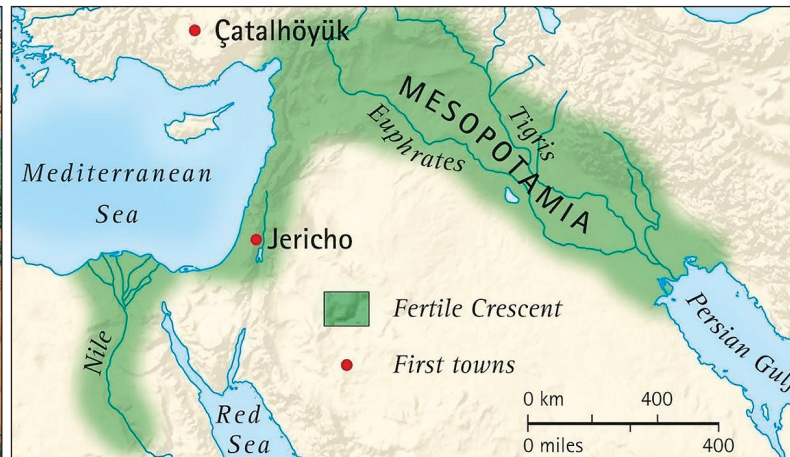 Çatalhöyük
MESOPOTAMIA
Tigris
Euphrates
Mediterranean
Sea
Jericho
Fertile Crescent
Nile
First towns
Persian Gulf
Red
Sea
0 km 400
0 miles 400